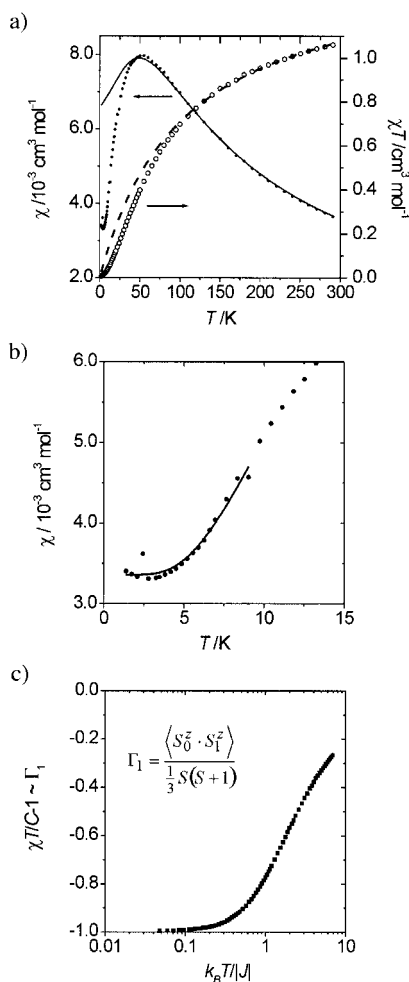 a)
8.0
6.0
4.0
2.0
χ /10⁻³ cm³ mol⁻¹
1.0
0.8
0.6
0.4
0.2
0.0
χT/cm³ mol⁻¹
0 50 100 150 200 250 300
T/K
b)
6.0
5.0
4.0
3.0
χ / 10⁻³ cm³ mol⁻¹
0 5 10 15
T/K
c)
0.0
-0.2
-0.4
-0.6
-0.8
-1.0
χT/C-1 ~ Γ₁
Γ₁ = ⟨S₀ᶻ · S₁ᶻ⟩ / ⅓ S(S+1)
0.01 0.1 1 10
k_BT/|J|